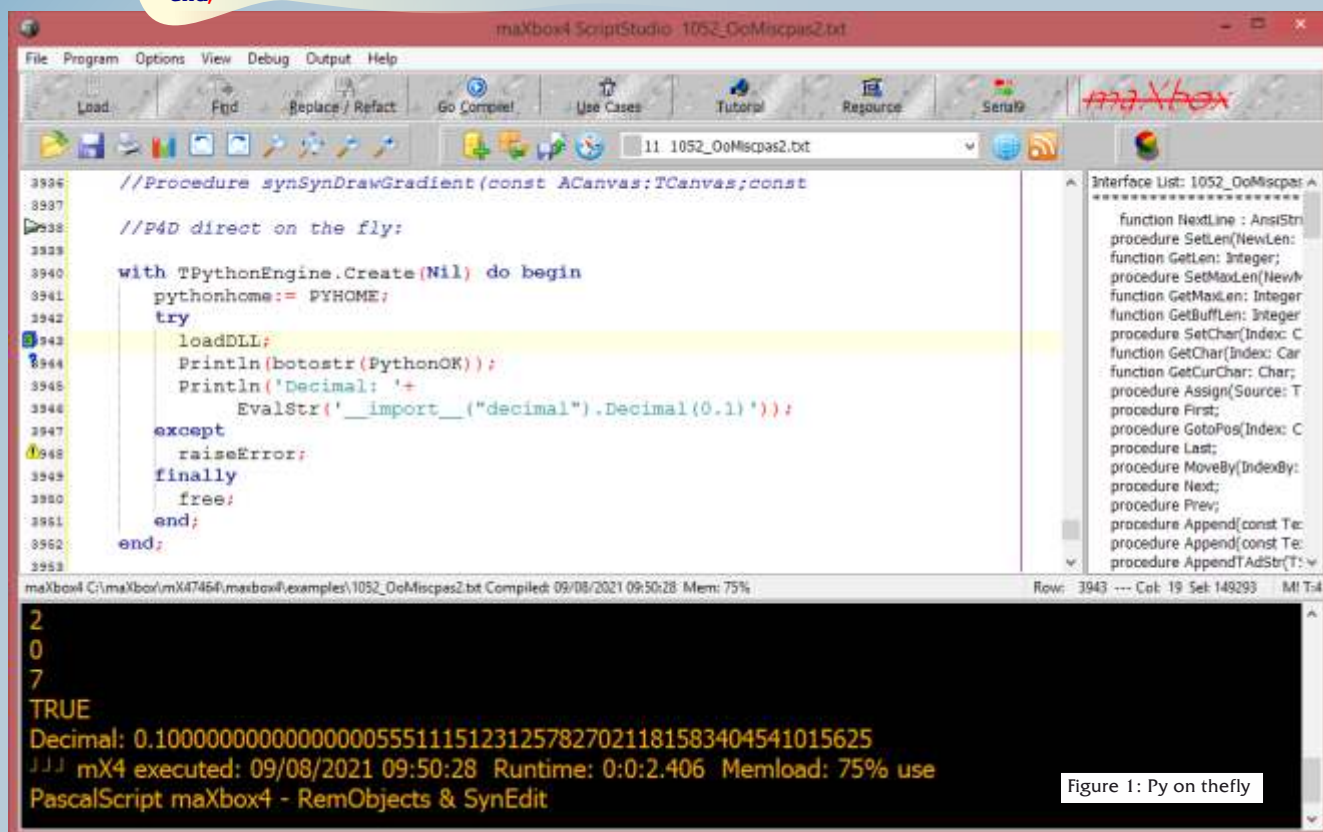 end;
maXbox4 ScriptStudio 1052_OoMiscpas2.txt
File Program Options View Debug Output Help
Load Find Replace / Refact Go Compile! Use Cases Tutorial Resource Serial9 maXbox
11 1052_OoMiscpas2.txt
3936 //Procedure synSynDrawGradient(const ACanvas:TCanvas;const
3937
3938 //P4D direct on the fly:
3939
3940 with TPythonEngine.Create(Nil) do begin
3941 pythonhome:= PYHOME;
3942 try
3943 loadDLL;
3944 Println(botostr(PythonOK));
3945 Println('Decimal: '+
3946 EvalStr('__import__("decimal").Decimal(0.1)'));
3947 except
3948 raiseError;
3949 finally
3950 free;
3951 end;
3952 end;
3953
Interface List: 1052_OoMiscpas
************************
function NextLine : AnsiStri
procedure SetLen(NewLen:
function GetLen: Integer;
procedure SetMaxLen(NewM
function GetMaxLen: Integer
function GetBuffLen: Integer
procedure SetChar(Index: C
function GetChar(Index: Car
function GetCurChar: Char;
procedure Assign(Source: T
procedure First;
procedure GotoPos(Index: C
procedure Last;
procedure MoveBy(IndexBy:
procedure Next;
procedure Prev;
procedure Append(const Te:
procedure Append(const Te:
procedure AppendTAdStr(T:
maXbox4 C:\maXbox\mX47464\maxbox4\examples\1052_OoMiscpas2.txt Compiled: 09/08/2021 09:50:28 Mem: 75% Row: 3943 --- Col: 19 Sel: 149293 M! T:4
2
0
7
TRUE
Decimal: 0.1000000000000000055511151231257827021181583404541015625
mX4 executed: 09/08/2021 09:50:28 Runtime: 0:0:2.406 Memload: 75% use
PascalScript maXbox4 - RemObjects & SynEdit
Figure 1: Py on thefly